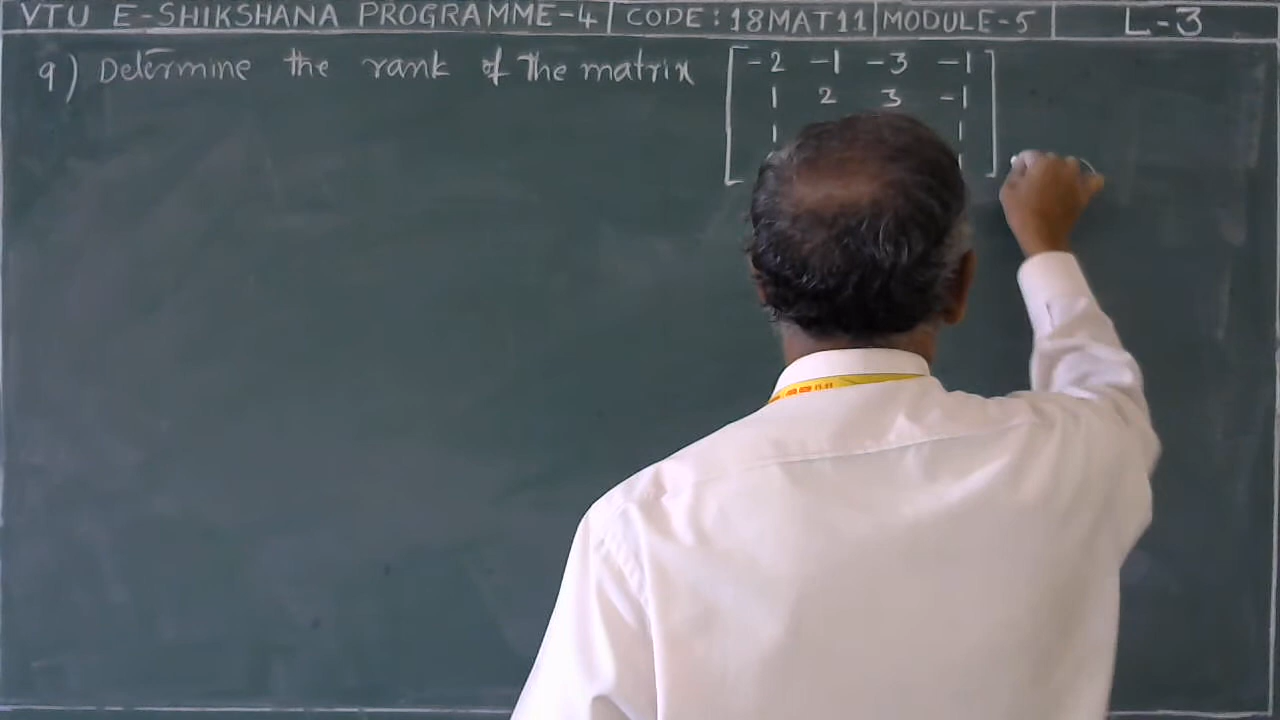 VTU E-SHIKSHANA PROGRAMME-4 CODE:18MAT11 MODULE-5 L-3
9) Determine the rank of the matrix -2 -1 -3 -1
1 2 3 -1
1 1
1